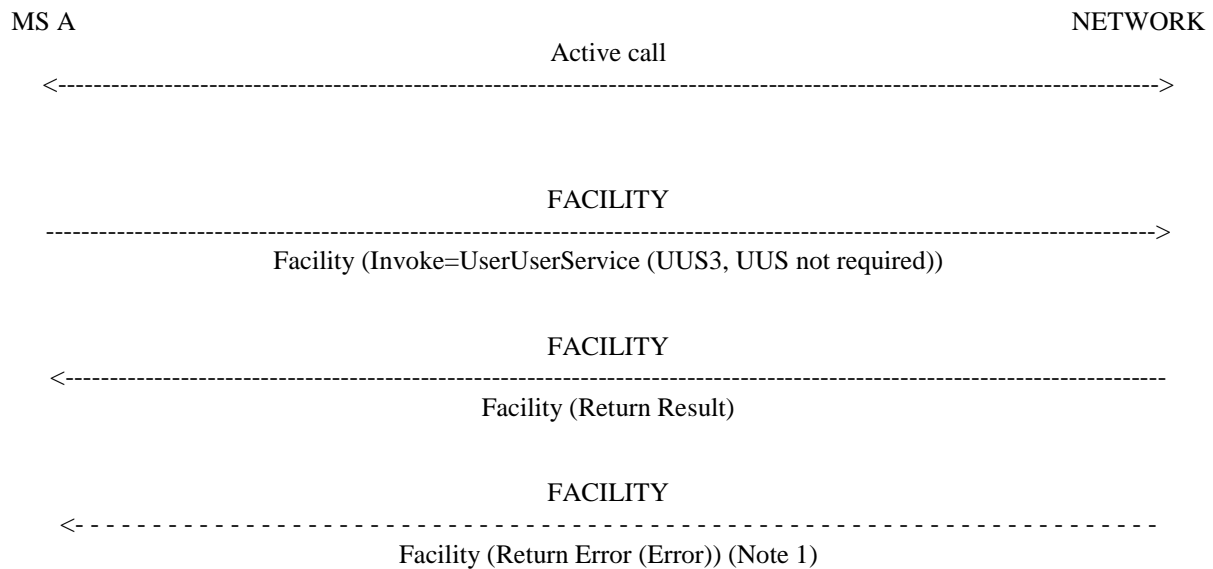 MS A NETWORK
Active call
<------------------------------------------------------------------------------------------------------------------------------>
FACILITY
------------------------------------------------------------------------------------------------------------------------------->
Facility (Invoke=UserUserService (UUS3, UUS not required))
FACILITY
<------------------------------------------------------------------------------------------------------------------------------
Facility (Return Result)
FACILITY
<- - - - - - - - - - - - - - - - - - - - - - - - - - - - - - - - - - - - - - - - - - - - - - - - - - - - - - - - -
Facility (Return Error (Error)) (Note 1)